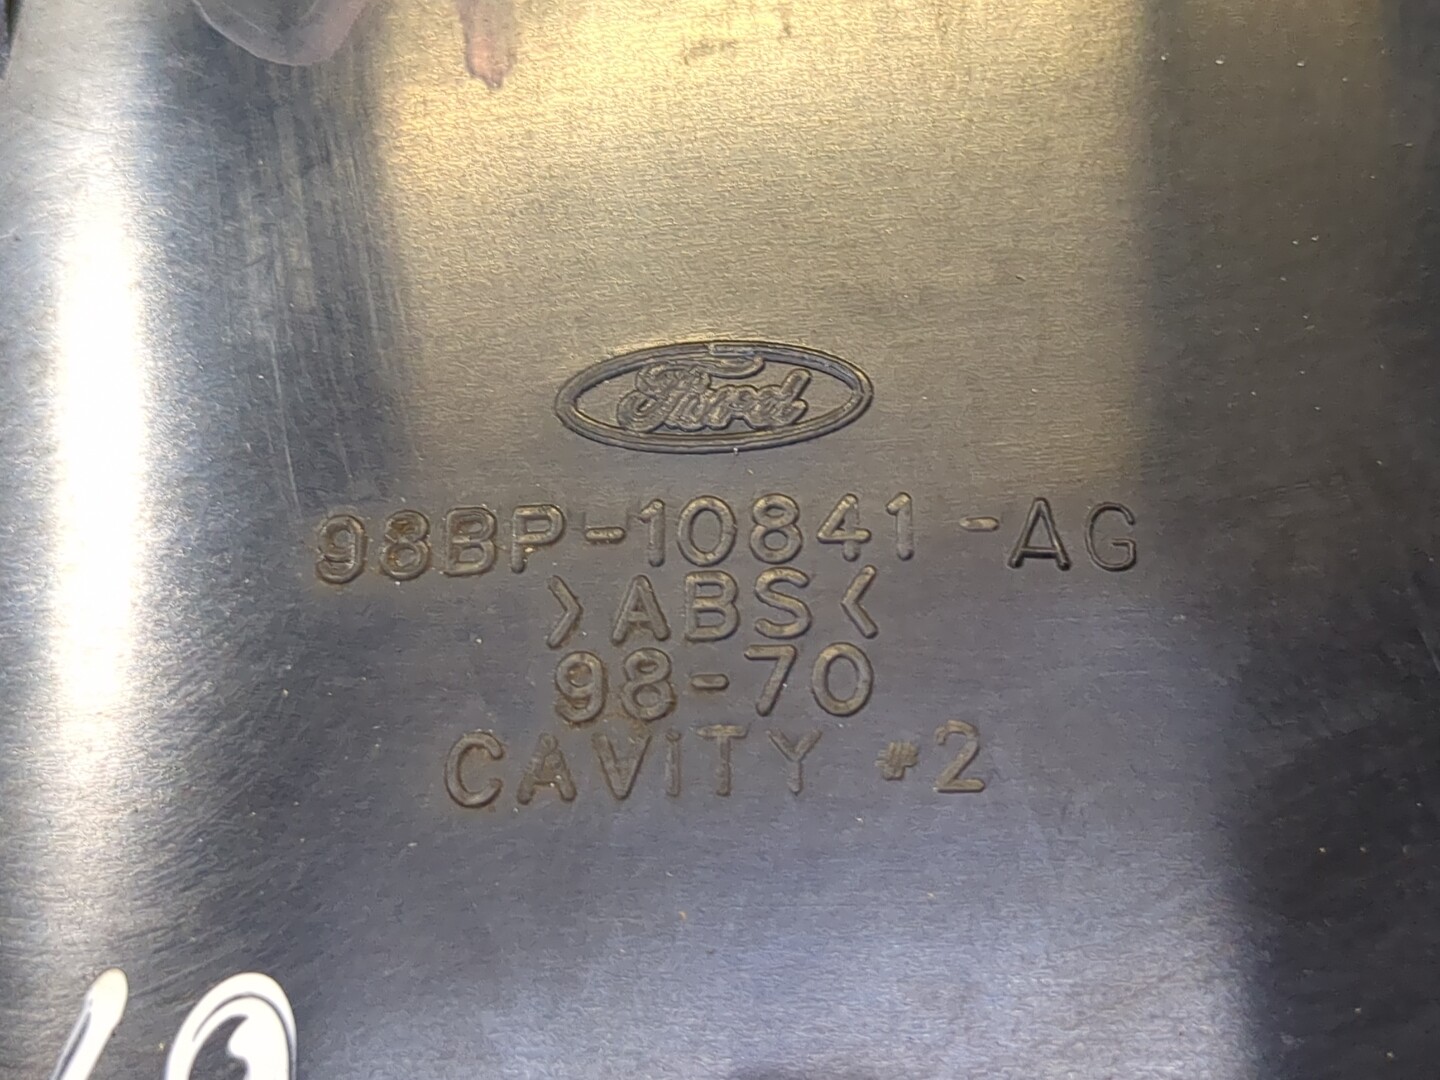 Ford
98BP-10841-AG
>ABS<
98-70
CAVITY #2